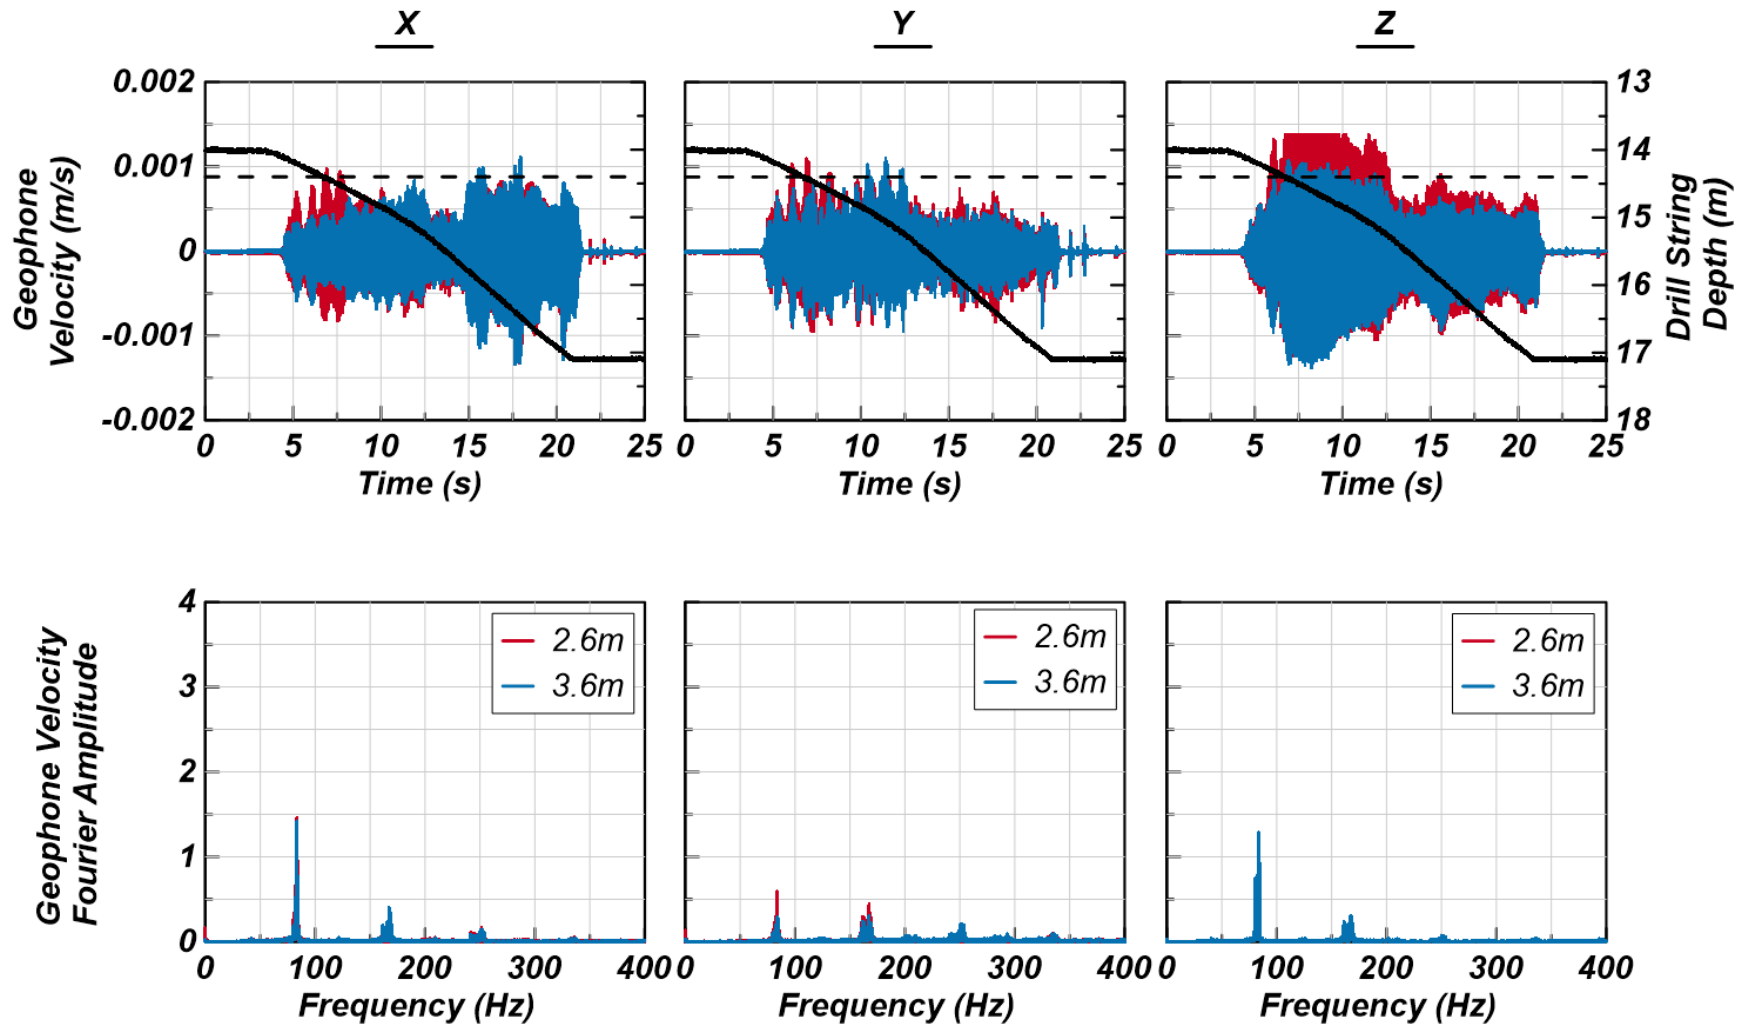 X
Y
Z
Geophone
Velocity (m/s)
0.002
0.001
0
-0.001
-0.002
0 5 10 15 20 25
Time (s)
0 5 10 15 20 25
Time (s)
0 5 10 15 20 25
Time (s)
13
14
15
16
17
18
Drill String
Depth (m)
Geophone Velocity
Fourier Amplitude
4
3
2
1
0
2.6m
3.6m
0 100 200 300 400
Frequency (Hz)
2.6m
3.6m
0 100 200 300 400
Frequency (Hz)
2.6m
3.6m
0 100 200 300 400
Frequency (Hz)